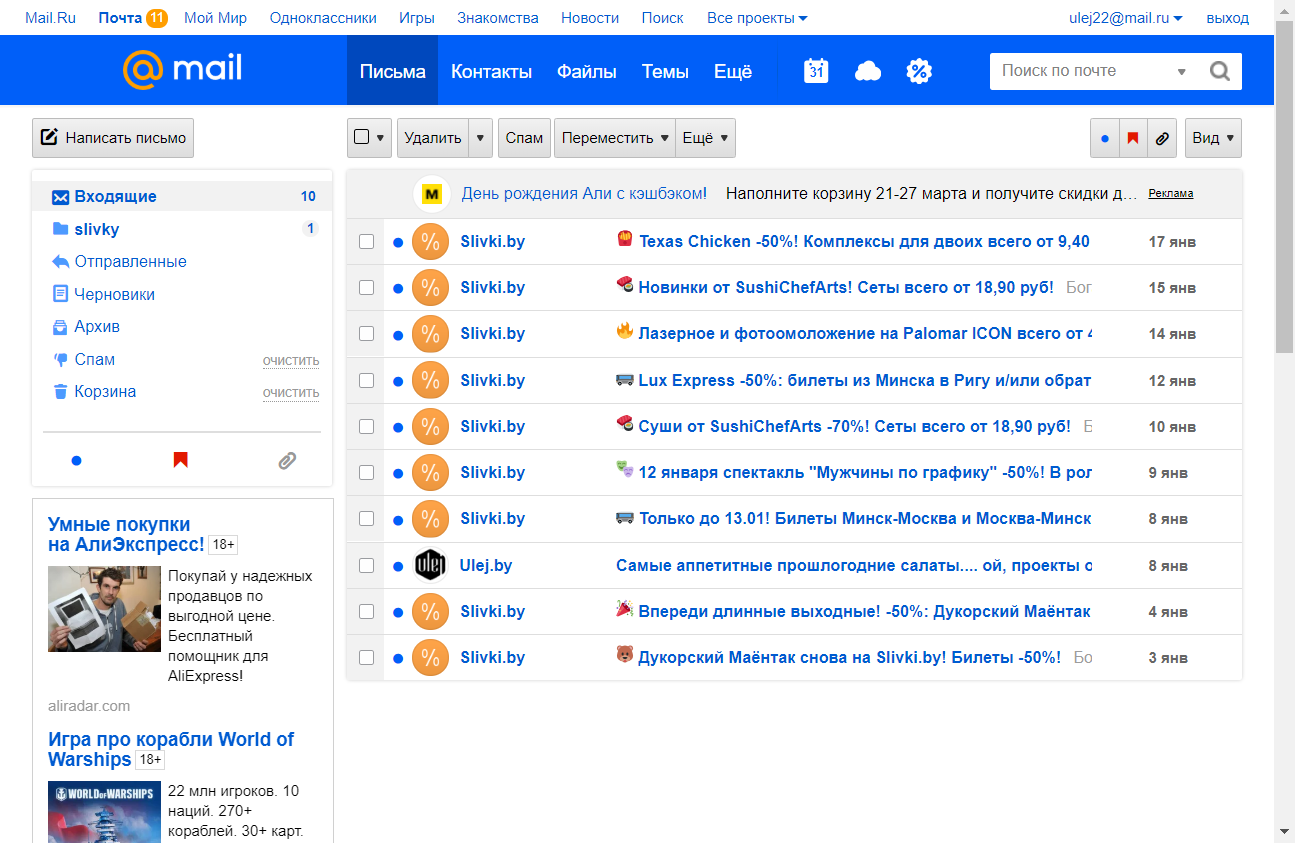 Mail.Ru Почта 11 Мой Мир Одноклассники Игры Знакомства Новости Поиск Все проекты ulej22@mail.ru выход
@mail Письма Контакты Файлы Темы Ещё 31 Поиск по почте
Написать письмо Удалить Спам Переместить Ещё Вид
Входящие 10
slivky 1
Отправленные
Черновики
Архив
Спам очистить
Корзина очистить
Умные покупки
на АлиЭкспресс! 18+
Покупай у надежных
продавцов по
выгодной цене.
Бесплатный
помощник для
AliExpress!
aliradar.com
Игра про корабли World of
Warships 18+
WORLD OF WARSHIPS
22 млн игроков. 10
наций. 270+
кораблей. 30+ карт.
М День рождения Али с кэшбэком! Наполните корзину 21-27 марта и получите скидки д… Реклама
% Slivki.by Texas Chicken -50%! Комплексы для двоих всего от 9,40 17 янв
% Slivki.by Новинки от SushiChefArts! Сеты всего от 18,90 руб! Бог 15 янв
% Slivki.by Лазерное и фотоомоложение на Palomar ICON всего от 4 14 янв
% Slivki.by Lux Express -50%: билеты из Минска в Ригу и/или обрат 12 янв
% Slivki.by Суши от SushiChefArts -70%! Сеты всего от 18,90 руб! Б 10 янв
% Slivki.by 12 января спектакль "Мужчины по графику" -50%! В рол 9 янв
% Slivki.by Только до 13.01! Билеты Минск-Москва и Москва-Минск 8 янв
ulej Ulej.by Самые аппетитные прошлогодние салаты.... ой, проекты о 8 янв
% Slivki.by Впереди длинные выходные! -50%: Дукорский Маёнтак 4 янв
% Slivki.by Дукорский Маёнтак снова на Slivki.by! Билеты -50%! Бо 3 янв